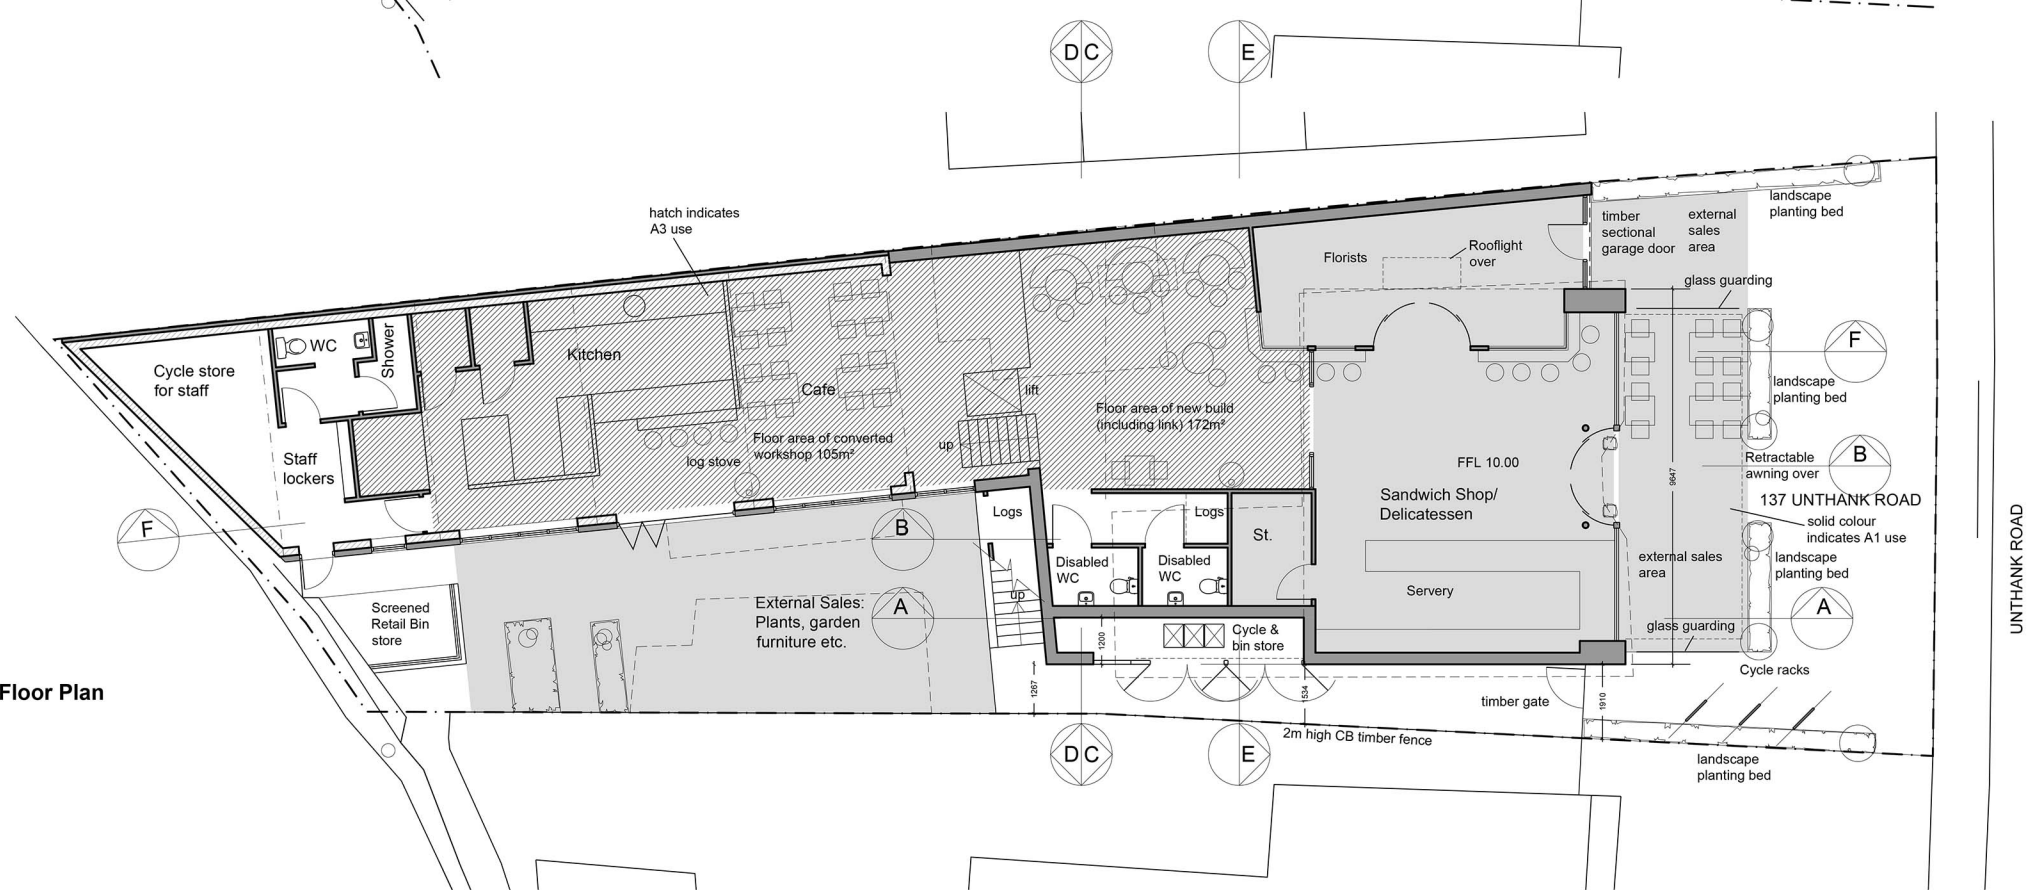 D C
E
hatch indicates
A3 use
landscape
planting bed
timber
sectional
garage door
external
sales
area
Florists
Rooflight
over
glass guarding
WC
Shower
Kitchen
Cycle store
for staff
Cafe
lift
F
landscape
planting bed
Floor area of new build
(including link) 172m²
Floor area of converted
workshop 105m²
up
log stove
Staff
lockers
FFL 10.00
Retractable
awning over
B
9647
137 UNTHANK ROAD
Sandwich Shop/
Delicatessen
solid colour
indicates A1 use
F
B
Logs
Logs
St.
UNTHANK ROAD
external sales
area
landscape
planting bed
Disabled
WC
Disabled
WC
Servery
up
Screened
Retail Bin
store
External Sales:
Plants, garden
furniture etc.
A
A
glass guarding
1200
Cycle &
bin store
Cycle racks
Floor Plan
1267
534
1910
timber gate
2m high CB timber fence
D C
E
landscape
planting bed